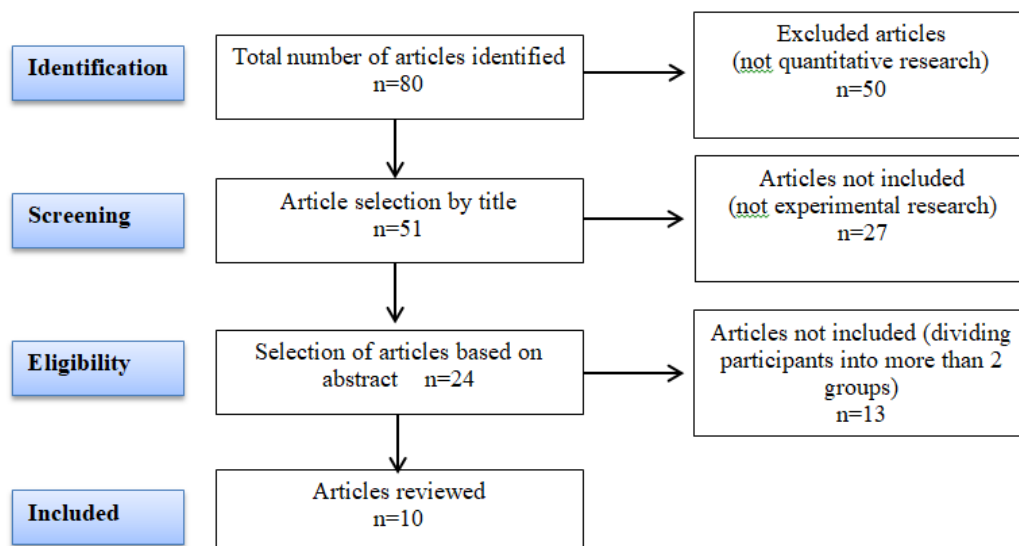 Identification
Total number of articles identified
n=80
Excluded articles
(not quantitative research)
n=50
Screening
Article selection by title
n=51
Articles not included
(not experimental research)
n=27
Eligibility
Selection of articles based on
abstract n=24
Articles not included (dividing
participants into more than 2
groups)
n=13
Included
Articles reviewed
n=10